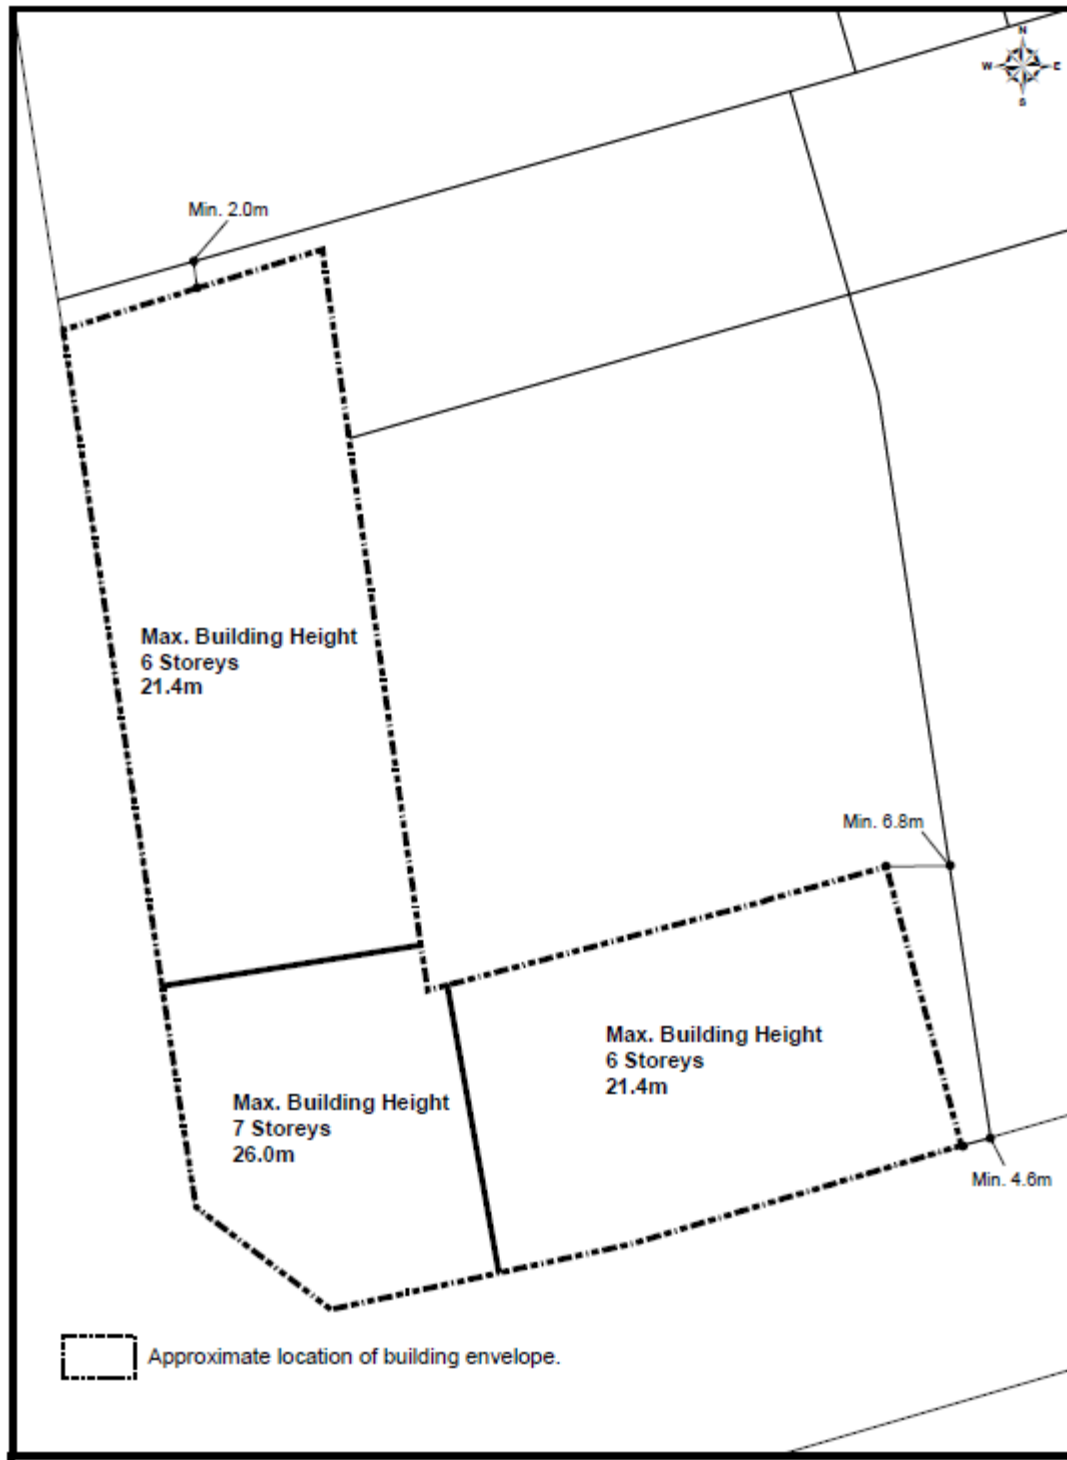 N
W E
S
Min. 2.0m
Max. Building Height
6 Storeys
21.4m
Min. 6.8m
Max. Building Height
6 Storeys
21.4m
Max. Building Height
7 Storeys
26.0m
Min. 4.6m
Approximate location of building envelope.